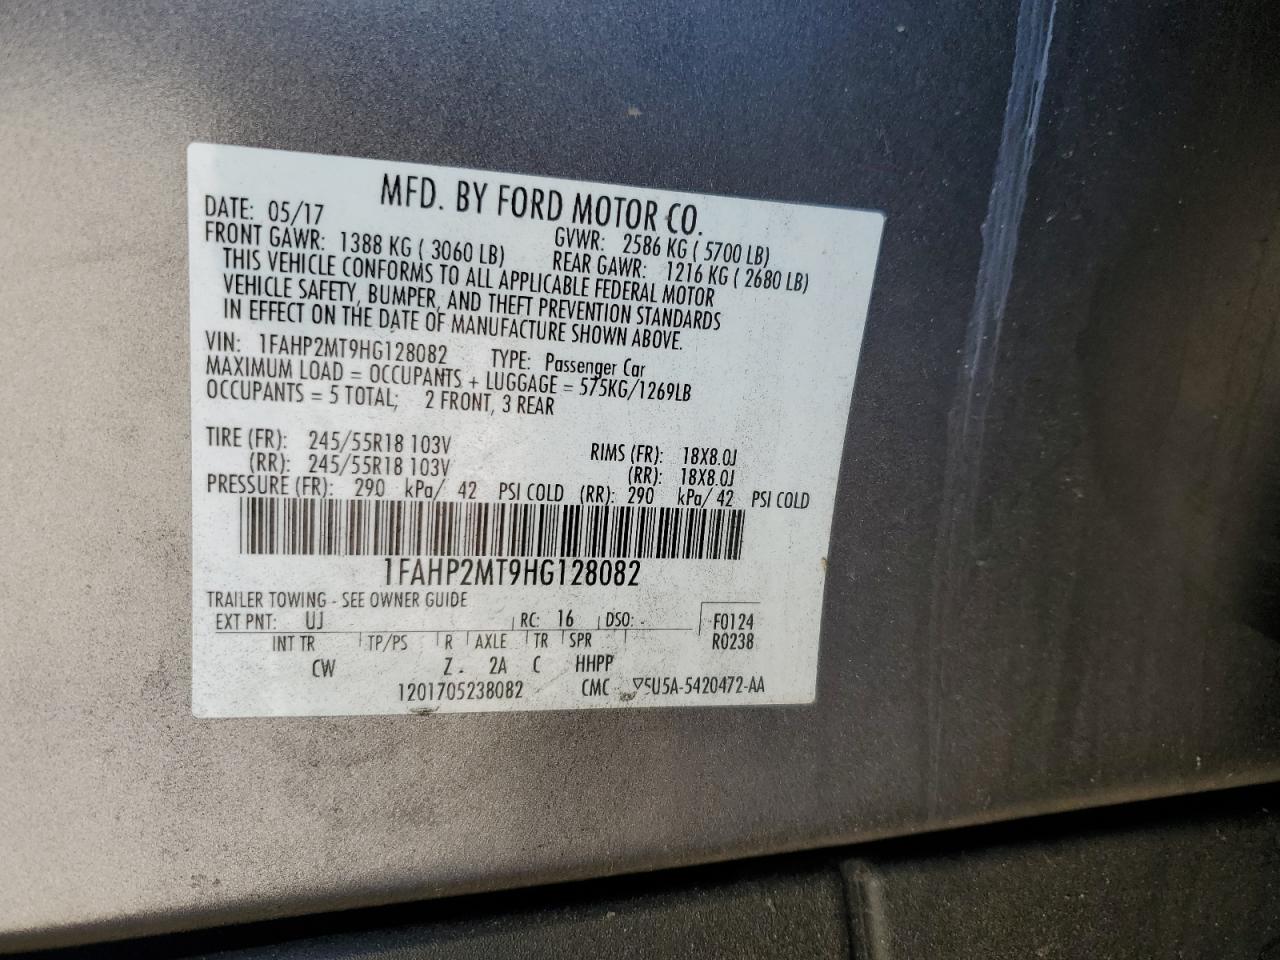 MFD. BY FORD MOTOR CO.
DATE: 05/17 GVWR: 2586 KG ( 5700 LB)
FRONT GAWR: 1388 KG ( 3060 LB) REAR GAWR: 1216 KG ( 2680 LB)
THIS VEHICLE CONFORMS TO ALL APPLICABLE FEDERAL MOTOR
VEHICLE SAFETY, BUMPER, AND THEFT PREVENTION STANDARDS
IN EFFECT ON THE DATE OF MANUFACTURE SHOWN ABOVE.
VIN: 1FAHP2MT9HG128082 TYPE: Passenger Car
MAXIMUM LOAD = OCCUPANTS + LUGGAGE = 575KG/1269LB
OCCUPANTS = 5 TOTAL; 2 FRONT, 3 REAR
TIRE (FR): 245/55R18 103V RIMS (FR): 18X8.0J
(RR): 245/55R18 103V (RR): 18X8.0J
PRESSURE (FR): 290 kPa/ 42 PSI COLD (RR): 290 kPa/ 42 PSI COLD
1FAHP2MT9HG128082
TRAILER TOWING - SEE OWNER GUIDE
EXT PNT: UJ RC: 16 DSO: F0124
INT TR TP/PS R AXLE TR SPR R0238
CW Z. 2A C HHPP
1201705238082 CMC 5U5A-5420472-AA